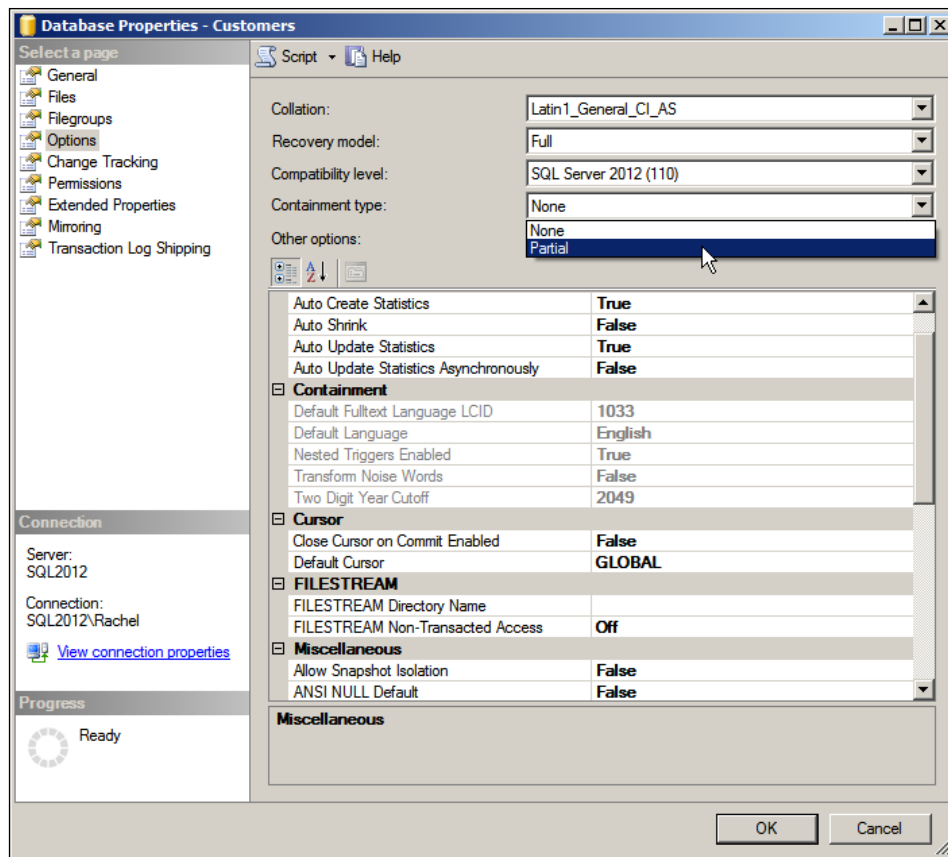 Database Properties - Customers
Select a page
General
Files
Filegroups
Options
Change Tracking
Permissions
Extended Properties
Mirroring
Transaction Log Shipping
Connection
Server:
SQL2012
Connection:
SQL2012\Rachel
View connection properties
Progress
Ready
Script Help
Collation: Latin1_General_CI_AS
Recovery model: Full
Compatibility level: SQL Server 2012 (110)
Containment type: None
None
Partial
Other options:
Auto Create Statistics True
Auto Shrink False
Auto Update Statistics True
Auto Update Statistics Asynchronously False
Containment
Default Fulltext Language LCID 1033
Default Language English
Nested Triggers Enabled True
Transform Noise Words False
Two Digit Year Cutoff 2049
Cursor
Close Cursor on Commit Enabled False
Default Cursor GLOBAL
FILESTREAM
FILESTREAM Directory Name
FILESTREAM Non-Transacted Access Off
Miscellaneous
Allow Snapshot Isolation False
ANSI NULL Default False
Miscellaneous
OK Cancel